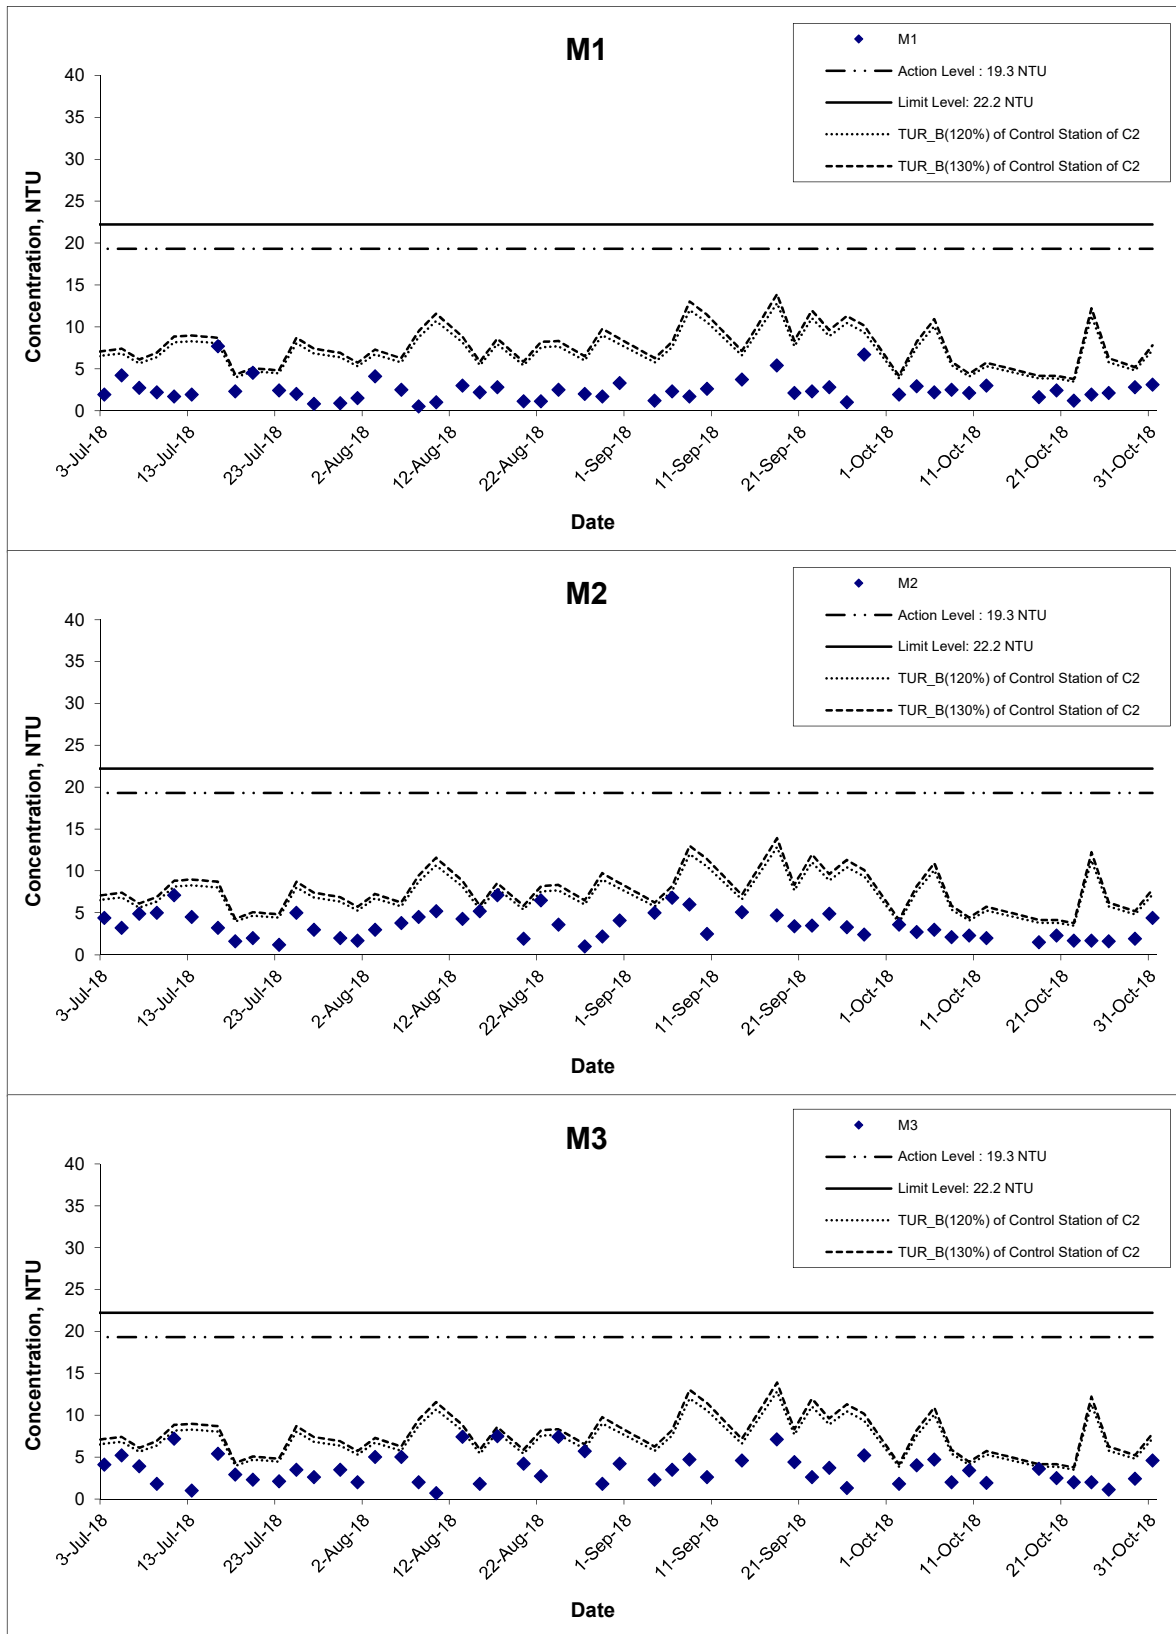 M1
M1
Action Level : 19.3 NTU
Limit Level: 22.2 NTU
TUR_B(120%) of Control Station of C2
TUR_B(130%) of Control Station of C2
Concentration, NTU
40
35
30
25
20
15
10
5
0
3-Jul-18
13-Jul-18
23-Jul-18
2-Aug-18
12-Aug-18
22-Aug-18
1-Sep-18
11-Sep-18
21-Sep-18
1-Oct-18
11-Oct-18
21-Oct-18
31-Oct-18
Date
M2
M2
Action Level : 19.3 NTU
Limit Level: 22.2 NTU
TUR_B(120%) of Control Station of C2
TUR_B(130%) of Control Station of C2
Concentration, NTU
40
35
30
25
20
15
10
5
0
3-Jul-18
13-Jul-18
23-Jul-18
2-Aug-18
12-Aug-18
22-Aug-18
1-Sep-18
11-Sep-18
21-Sep-18
1-Oct-18
11-Oct-18
21-Oct-18
31-Oct-18
Date
M3
M3
Action Level : 19.3 NTU
Limit Level: 22.2 NTU
TUR_B(120%) of Control Station of C2
TUR_B(130%) of Control Station of C2
Concentration, NTU
40
35
30
25
20
15
10
5
0
3-Jul-18
13-Jul-18
23-Jul-18
2-Aug-18
12-Aug-18
22-Aug-18
1-Sep-18
11-Sep-18
21-Sep-18
1-Oct-18
11-Oct-18
21-Oct-18
31-Oct-18
Date